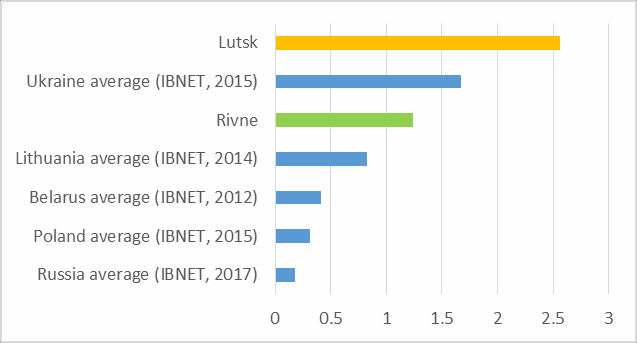 Lutsk
Ukraine average (IBNET, 2015)
Rivne
Lithuania average (IBNET, 2014)
Belarus average (IBNET, 2012)
Poland average (IBNET, 2015)
Russia average (IBNET, 2017)
0 0.5 1 1.5 2 2.5 3